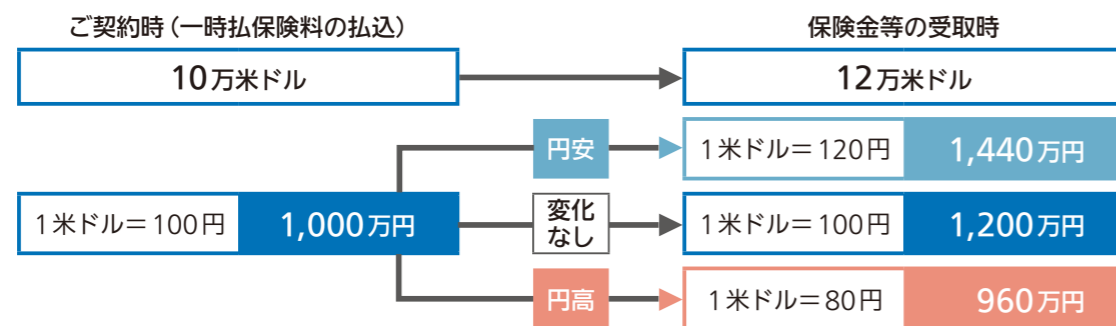 ご契約時（一時払保険料の払込）
保険金等の受取時
10万米ドル
12万米ドル
円安
1米ドル＝120円
1,440万円
1米ドル＝100円
1,000万円
変化
なし
1米ドル＝100円
1,200万円
円高
1米ドル＝80円
960万円